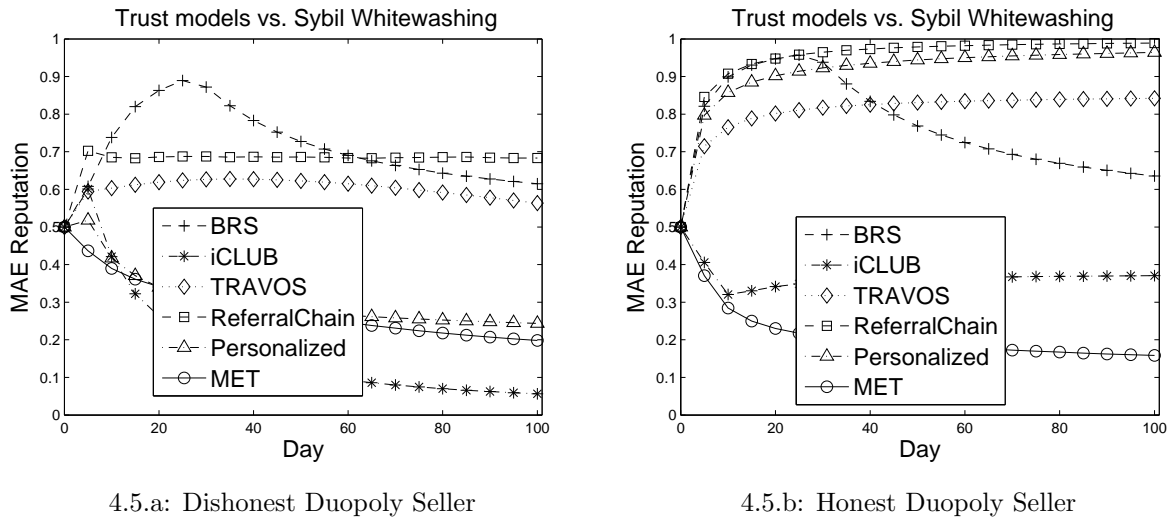 Trust models vs. Sybil Whitewashing
1
0.9
0.8
0.7
0.6
0.5
0.4
0.3
0.2
0.1
0
MAE Reputation
BRS
iCLUB
TRAVOS
ReferralChain
Personalized
MET
0 20 40 60 80 100
Day
4.5.a: Dishonest Duopoly Seller
Trust models vs. Sybil Whitewashing
1
0.9
0.8
0.7
0.6
0.5
0.4
0.3
0.2
0.1
0
MAE Reputation
BRS
iCLUB
TRAVOS
ReferralChain
Personalized
MET
0 20 40 60 80 100
Day
4.5.b: Honest Duopoly Seller